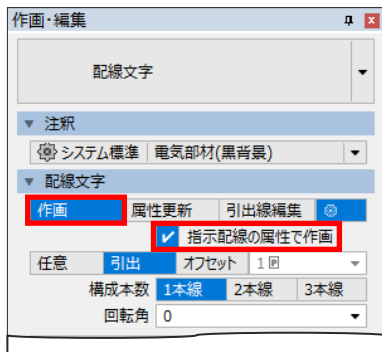 作画・編集
配線文字
注釈
システム標準 電気部材(黒背景)
配線文字
作画 属性更新 引出線編集
指示配線の属性で作画
任意 引出 オフセット 1 P
構成本数 1本線 2本線 3本線
回転角 0